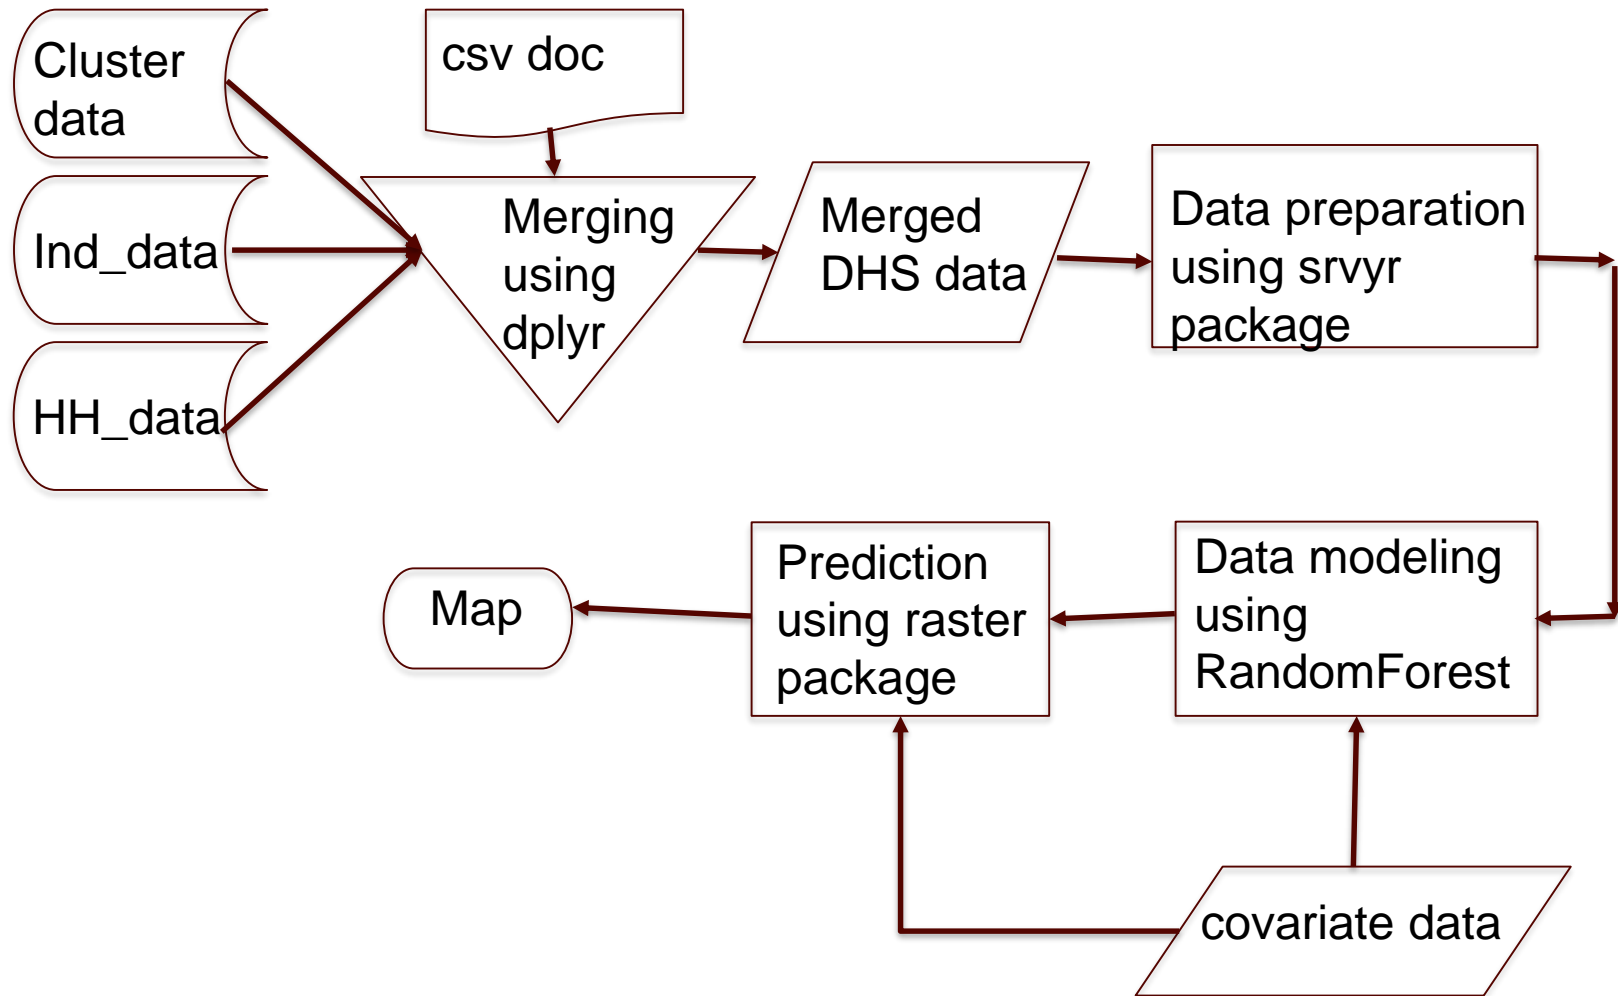 Cluster
data
csv doc
Ind_data
HH_data
Merging
using
dplyr
Merged
DHS data
Data preparation
using srvyr
package
Map
Prediction
using raster
package
Data modeling
using
RandomForest
covariate data